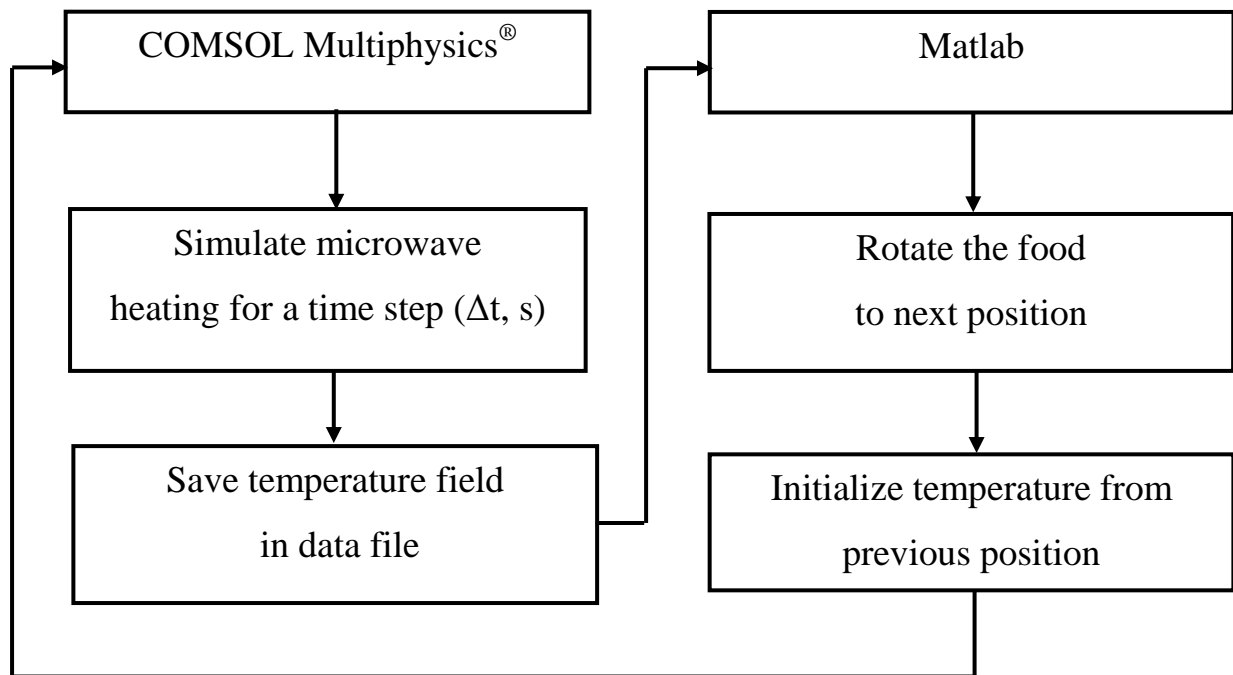 COMSOL Multiphysics®
Simulate microwave
heating for a time step (Δt, s)
Save temperature field
in data file
Matlab
Rotate the food
to next position
Initialize temperature from
previous position